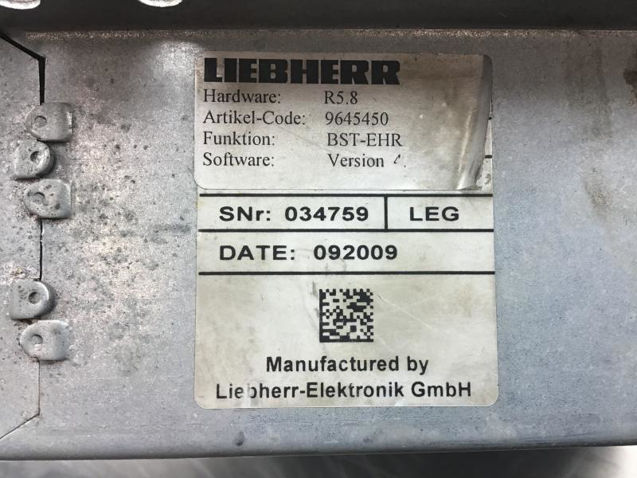 LIEBHERR
Hardware: R5.8
Artikel-Code: 9645450
Funktion: BST-EHR
Software: Version 4.
SNr: 034759 LEG
DATE: 092009
Manufactured by
Liebherr-Elektronik GmbH